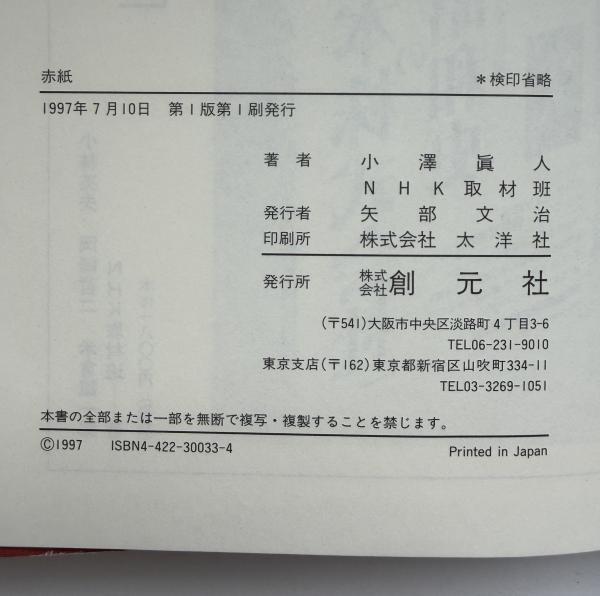 赤紙 ＊検印省略
1997年7月10日 第1版第1刷発行
著者 小澤眞人
NHK取材班
発行者 矢部文治
印刷所 株式会社 太洋社
発行所 株式会社 創元社
(〒541)大阪市中央区淡路町4丁目3-6
TEL06-231-9010
東京支店(〒162)東京都新宿区山吹町334-11
TEL03-3269-1051
本書の全部または一部を無断で複写・複製することを禁じます。
©1997 ISBN4-422-30033-4 Printed in Japan